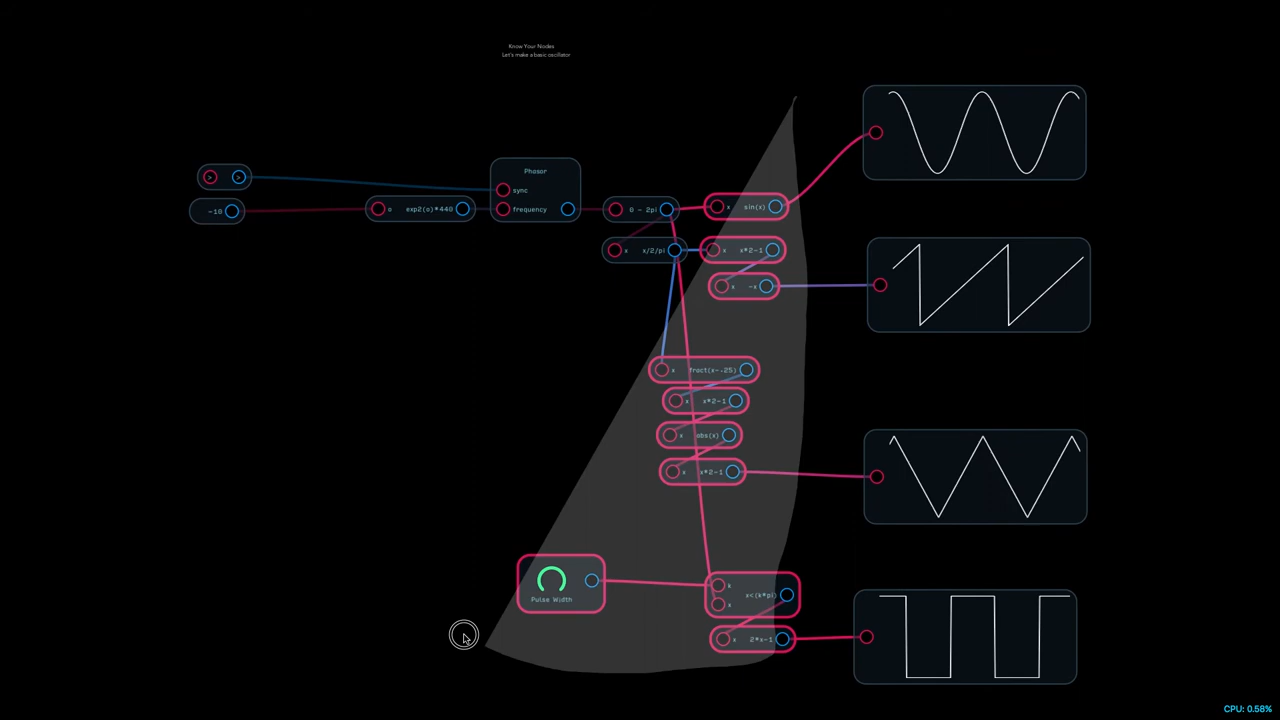 Know Your Nodes
Let's make a basic oscillator
Phasor
sync
frequency
> >
-10
o exp2(o)*440
0 - 2pi
x sin(x)
x x/2/pi
x x*2-1
x -x
x fract(x-.25)
x x*2-1
x abs(x)
x x*2-1
Pulse Width
k
x<(k*pi)
x
x 2*x-1
CPU: 0.58%